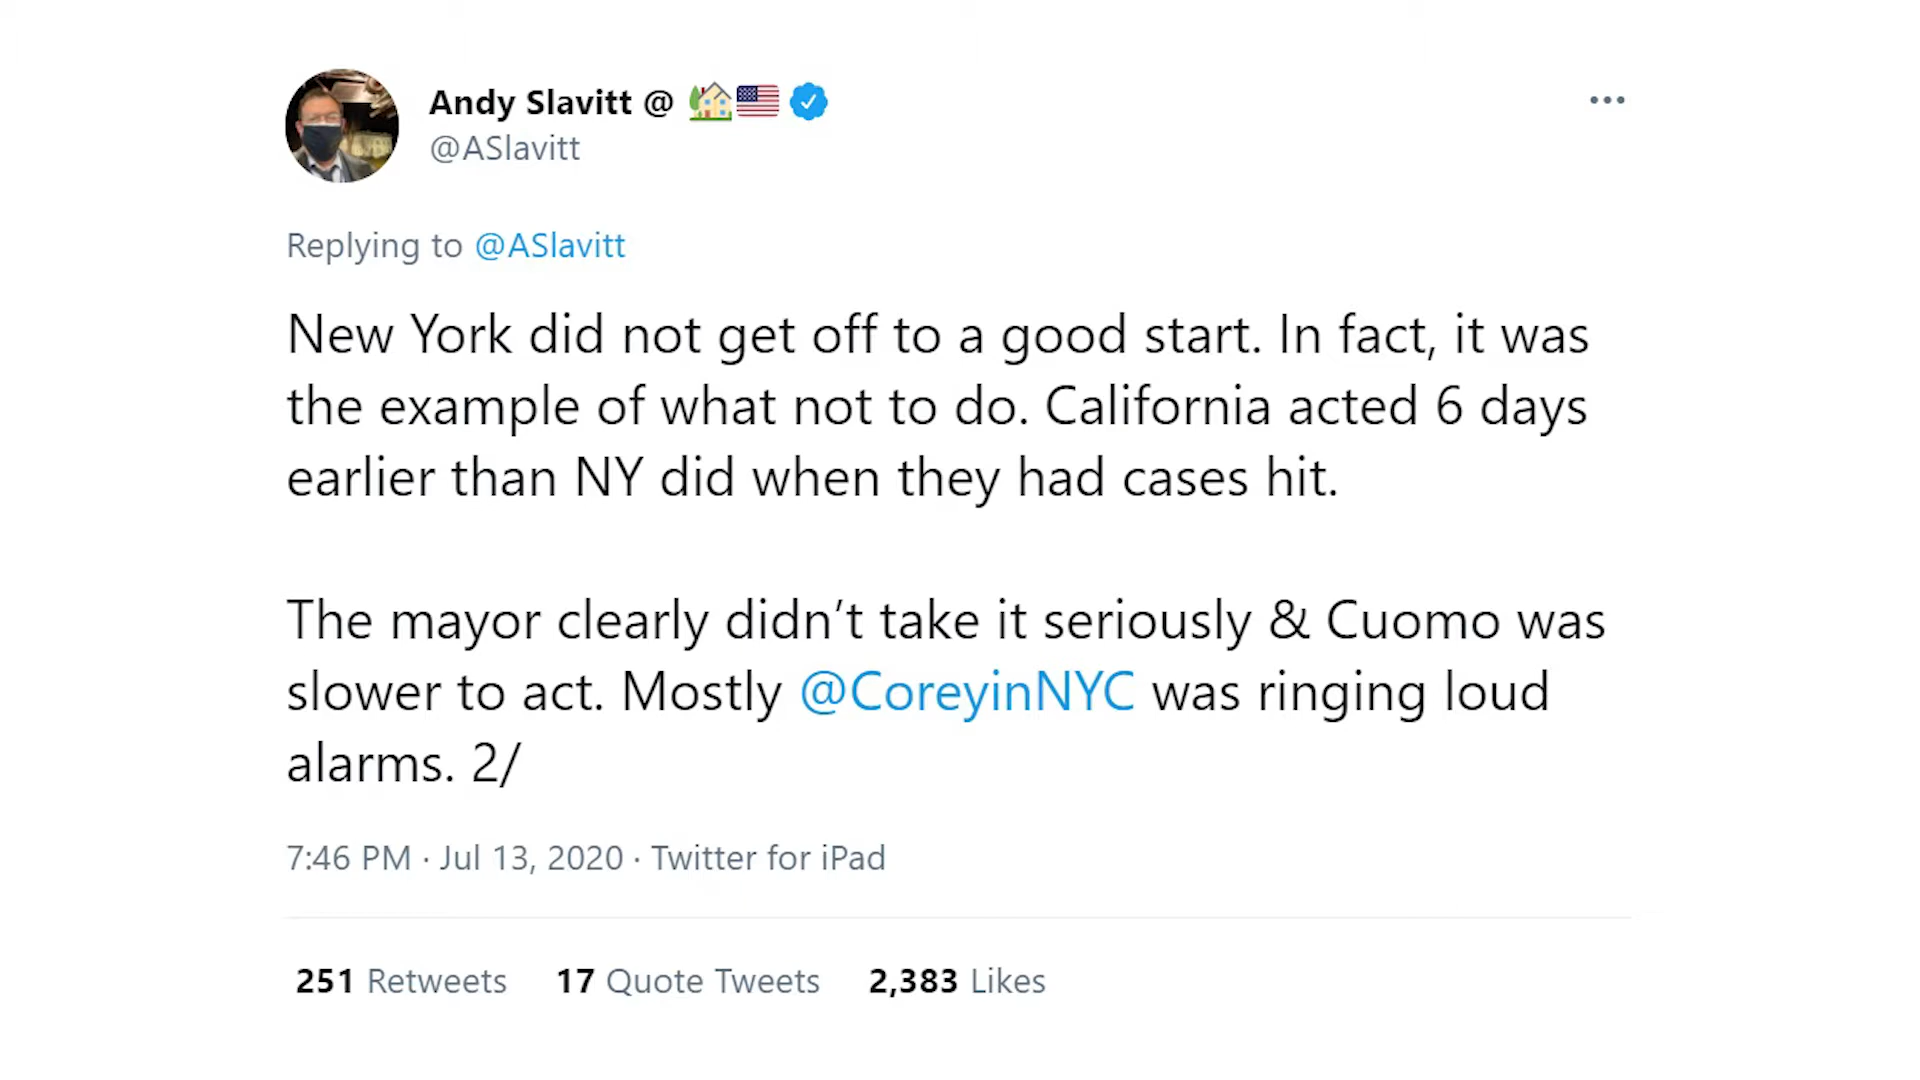 Andy Slavitt @ 🏡🇺🇸
@ASlavitt
Replying to @ASlavitt
New York did not get off to a good start. In fact, it was
the example of what not to do. California acted 6 days
earlier than NY did when they had cases hit.
The mayor clearly didn’t take it seriously & Cuomo was
slower to act. Mostly @CoreyinNYC was ringing loud
alarms. 2/
7:46 PM · Jul 13, 2020 · Twitter for iPad
251 Retweets 17 Quote Tweets 2,383 Likes